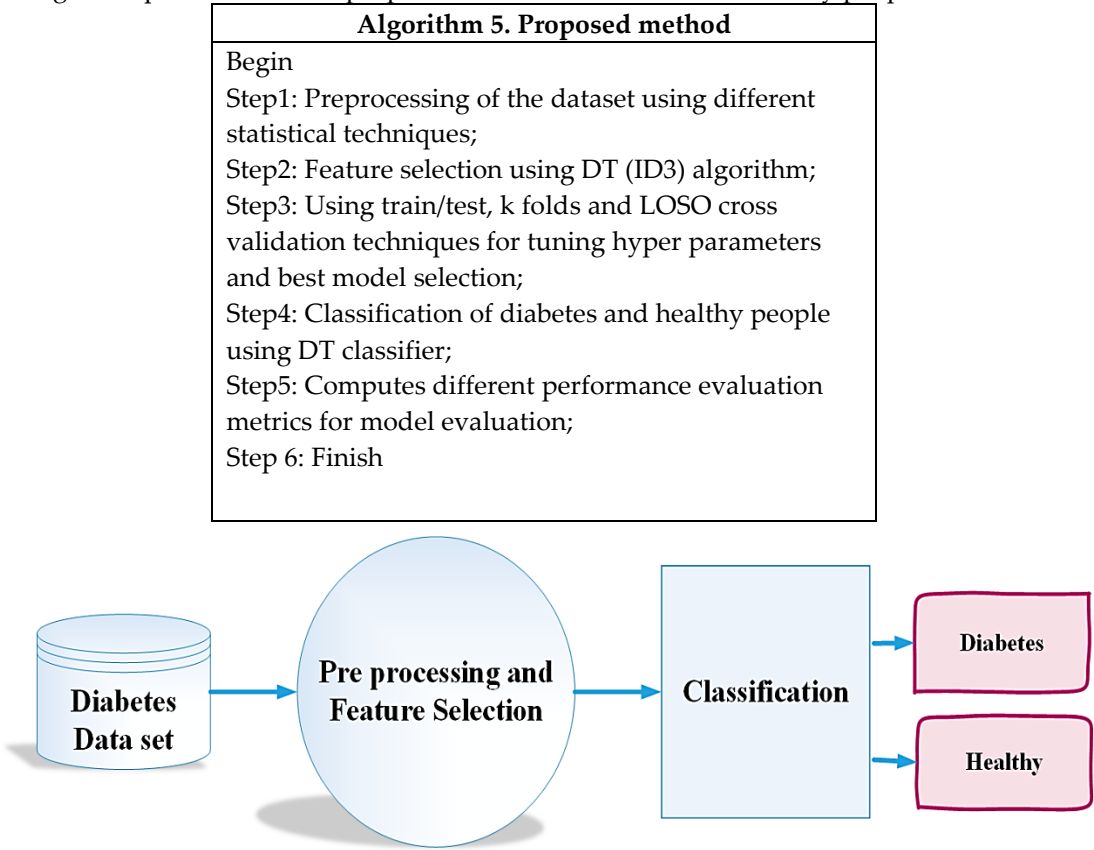 Algorithm 5. Proposed method
Begin
Step1: Preprocessing of the dataset using different
statistical techniques;
Step2: Feature selection using DT (ID3) algorithm;
Step3: Using train/test, k folds and LOSO cross
validation techniques for tuning hyper parameters
and best model selection;
Step4: Classification of diabetes and healthy people
using DT classifier;
Step5: Computes different performance evaluation
metrics for model evaluation;
Step 6: Finish
Diabetes
Data set
Pre processing and
Feature Selection
Classification
Diabetes
Healthy